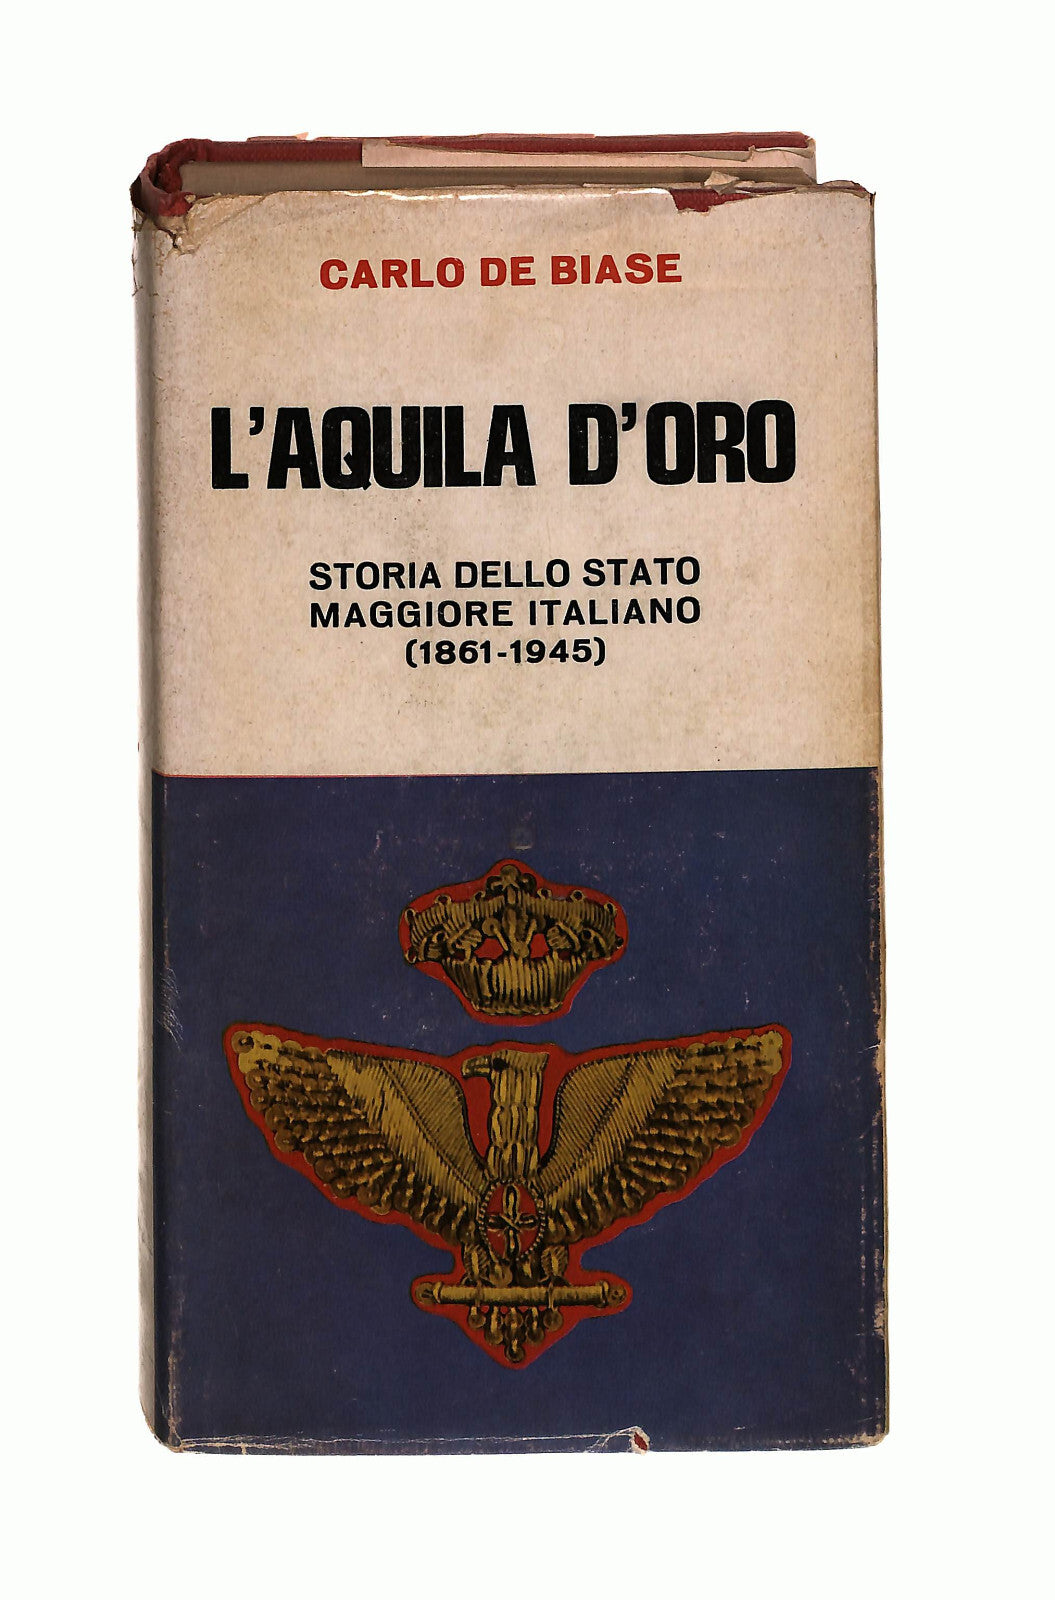 CARLO DE BIASE
L'AQUILA D'ORO
STORIA DELLO STATO
MAGGIORE ITALIANO
(1861-1945)